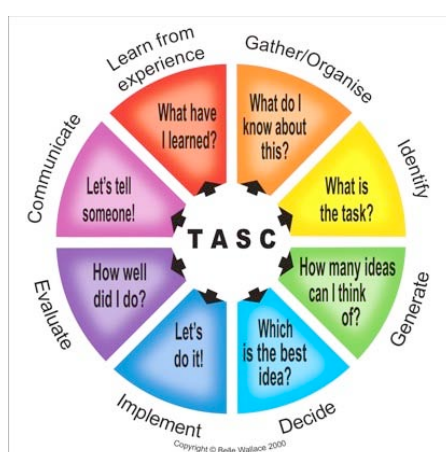 Gather/Organise
What do I
know about
this?
Identify
What is
the task?
Generate
How many ideas
can I think
of?
Decide
Which
is the best
idea?
Implement
Let's
do it!
Evaluate
How well
did I do?
Communicate
Let's tell
someone!
Learn from
experience
What have
I learned?
TASC
Copyright © Belle Wallace 2000